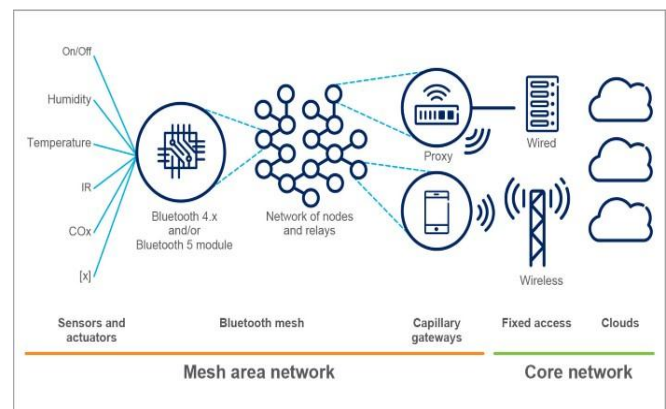 On/Off
Humidity
Temperature
IR
COx
[x]
Bluetooth 4.x
and/or
Bluetooth 5 module
Network of nodes
and relays
Proxy
Wired
Wireless
Sensors and
actuators
Bluetooth mesh
Capillary
gateways
Fixed access
Clouds
Mesh area network
Core network